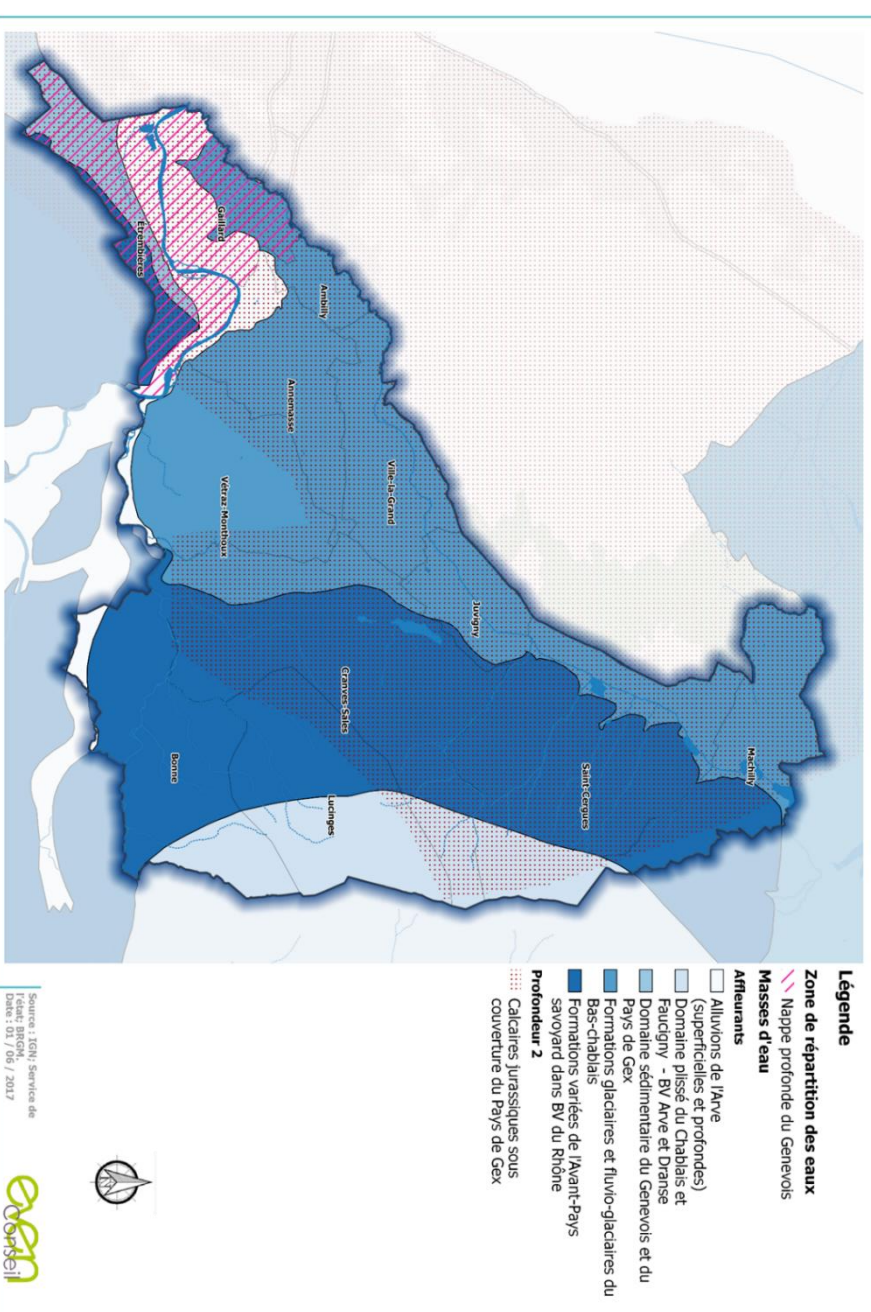 Légende
Zone de répartition des eaux
Nappe profonde du Genevois
Masses d'eau
Affleurants
Alluvions de l'Arve
(superficielles et profondes)
Domaine plissé du Chablais et
Faucigny - BV Arve et Dranse
Domaine sédimentaire du Genevois et du
Pays de Gex
Formations glaciaires et fluvio-glaciaires du
Bas-chablais
Formations variées de l'Avant-Pays
savoyard dans BV du Rhône
Profondeur 2
Calcaires jurassiques sous
couverture du Pays de Gex
Machilly
Saint-Cergues
Juvigny
Ville-la-Grand
Cranves-Sales
Lucinges
Ambilly
Annemasse
Gaillard
Vétraz-Monthoux
Bonne
Étrembières
Source : IGN; Service de
l'état; BRGM.
Date : 01 / 06 / 2017
even
Conseil